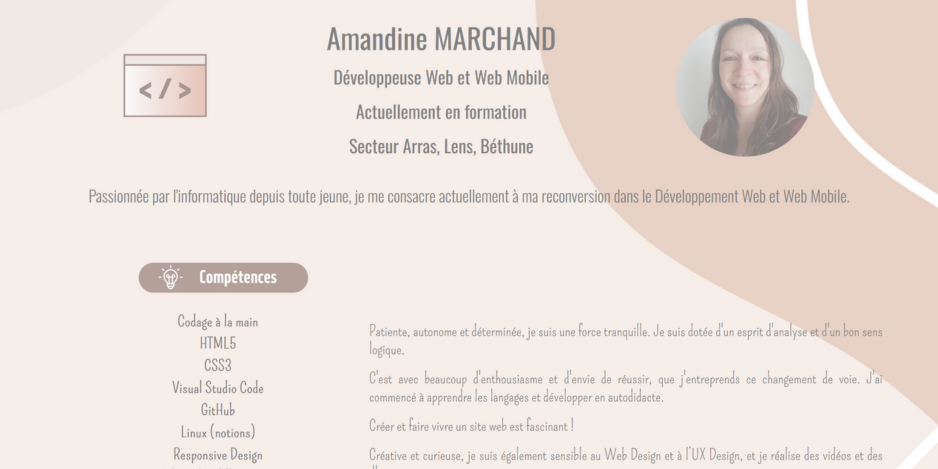 </>
Amandine MARCHAND
Développeuse Web et Web Mobile
Actuellement en formation
Secteur Arras, Lens, Béthune
Passionnée par l'informatique depuis toute jeune, je me consacre actuellement à ma reconversion dans le Développement Web et Web Mobile.
Compétences
Codage à la main
HTML5
CSS3
Visual Studio Code
GitHub
Linux (notions)
Responsive Design
Patiente, autonome et déterminée, je suis une force tranquille. Je suis dotée d'un esprit d'analyse et d'un bon sens
logique.
C'est avec beaucoup d'enthousiasme et d'envie de réussir, que j'entreprends ce changement de voie. J'ai
commencé à apprendre les langages et développer en autodidacte.
Créer et faire vivre un site web est fascinant !
Créative et curieuse, je suis également sensible au Web Design et à l'UX Design, et je réalise des vidéos et des